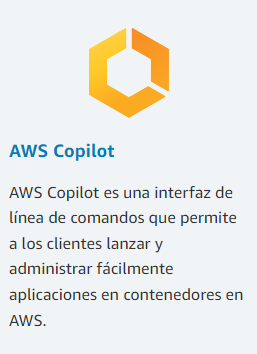 AWS Copilot
AWS Copilot es una interfaz de
línea de comandos que permite
a los clientes lanzar y
administrar fácilmente
aplicaciones en contenedores en
AWS.